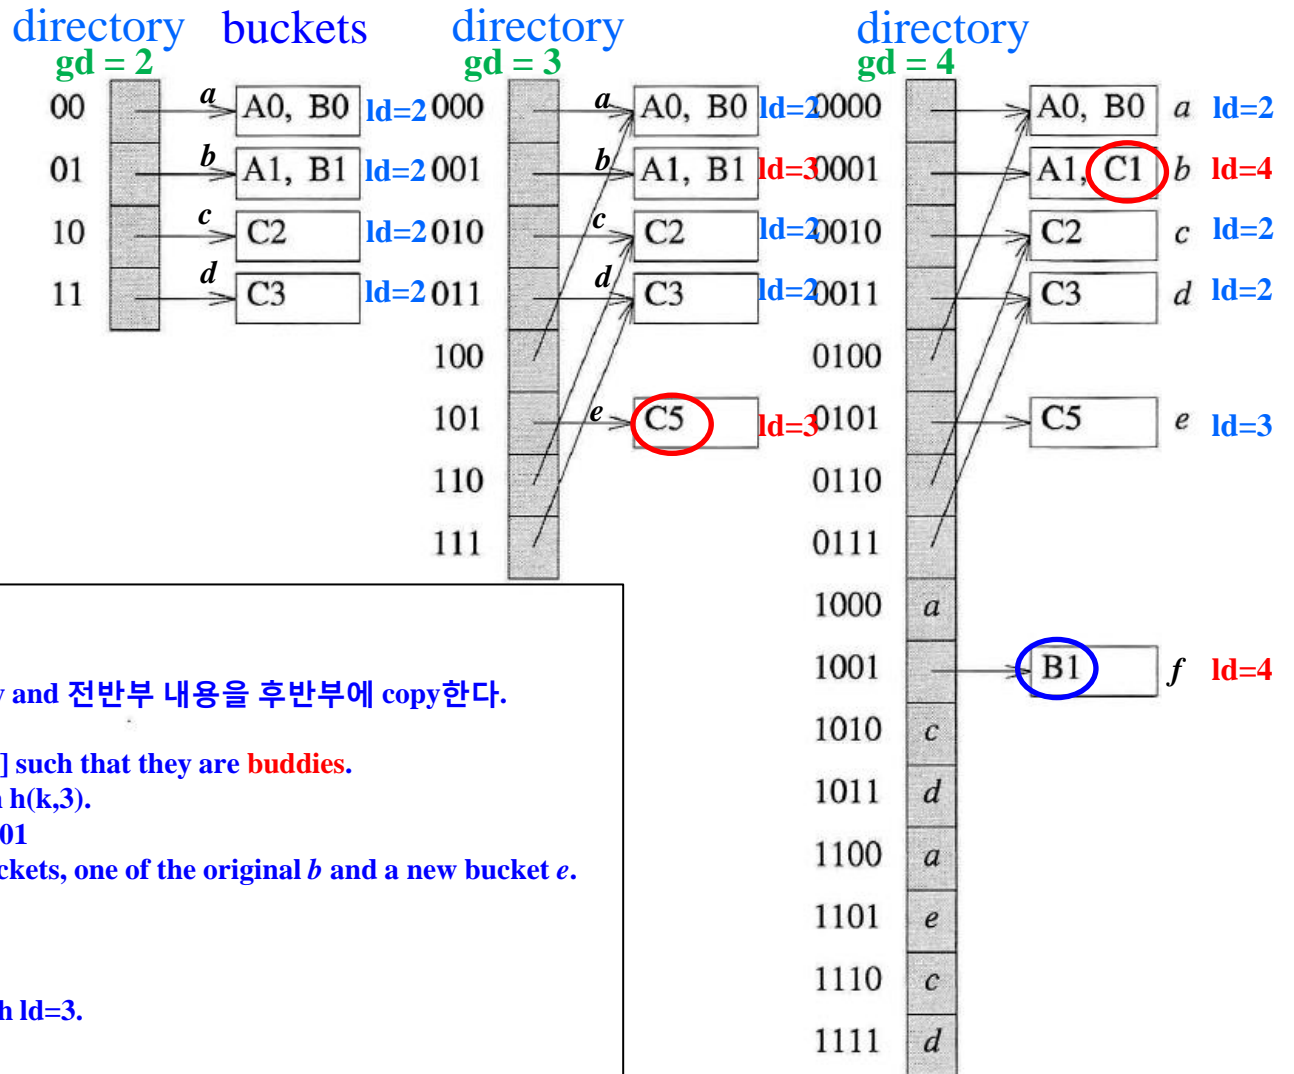 directory buckets directory directory
gd = 2 gd = 3 gd = 4
00 a A0, B0 ld=2 000 a A0, B0 ld=2 0000 A0, B0 a ld=2
01 b A1, B1 ld=2 001 b A1, B1 ld=3 0001 A1, C1 b ld=4
10 c C2 ld=2 010 c C2 ld=2 0010 C2 c ld=2
11 d C3 ld=2 011 d C3 ld=2 0011 C3 d ld=2
100 0100
101 e C5 ld=3 0101 C5 e ld=3
110 0110
111 0111
1000 a
1001 B1 f ld=4
1010 c
1011 d
1100 a
1101 e
1110 c
1111 d
and 전반부 내용을 후반부에 copy한다.
] such that they are buddies.
h(k,3).
01
ckets, one of the original b and a new bucket e.
h ld=3.